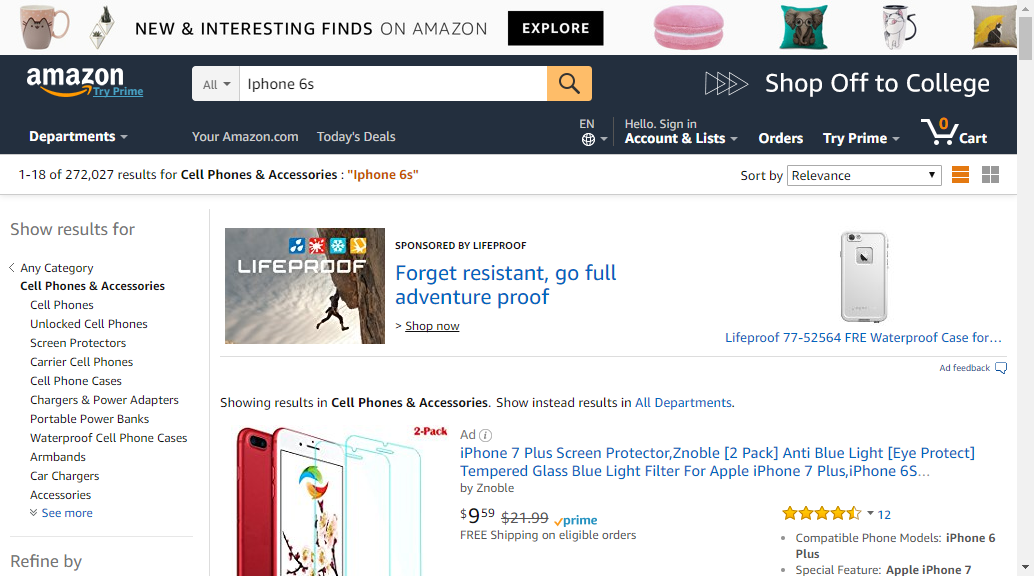 NEW & INTERESTING FINDS ON AMAZON EXPLORE
amazon
Try Prime
All
Iphone 6s
Shop Off to College
Departments
Your Amazon.com
Today's Deals
EN
Hello. Sign in
Account & Lists
Orders
Try Prime
0
Cart
1-18 of 272,027 results for Cell Phones & Accessories : "Iphone 6s"
Sort by Relevance
Show results for
Any Category
Cell Phones & Accessories
Cell Phones
Unlocked Cell Phones
Screen Protectors
Carrier Cell Phones
Cell Phone Cases
Chargers & Power Adapters
Portable Power Banks
Waterproof Cell Phone Cases
Armbands
Car Chargers
Accessories
See more
Refine by
LIFEPROOF
SPONSORED BY LIFEPROOF
Forget resistant, go full
adventure proof
> Shop now
Lifeproof 77-52564 FRE Waterproof Case for…
Ad feedback
Showing results in Cell Phones & Accessories. Show instead results in All Departments.
2-Pack
Ad
iPhone 7 Plus Screen Protector,Znoble [2 Pack] Anti Blue Light [Eye Protect]
Tempered Glass Blue Light Filter For Apple iPhone 7 Plus,iPhone 6S…
by Znoble
$9 59 $21.99 prime
FREE Shipping on eligible orders
12
Compatible Phone Models: iPhone 6
Plus
Special Feature: Apple iPhone 7